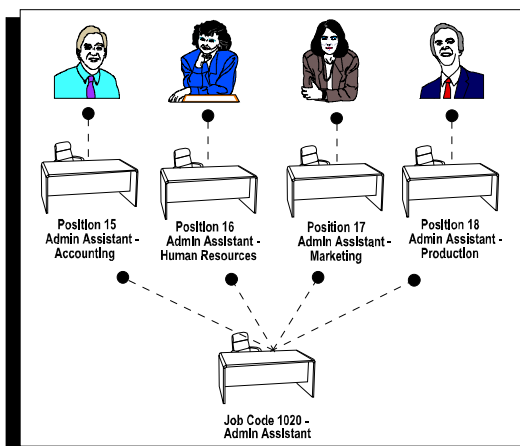 Position 15
Admin Assistant -
Accounting
Position 16
Admin Assistant -
Human Resources
Position 17
Admin Assistant-
Marketing
Position 18
Admin Assistant -
Production
Job Code 1020 -
Admin Assistant